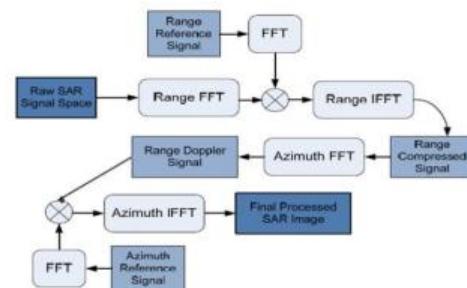 Range
Reference
Signal
FFT
Raw SAR
Signal Space
Range FFT
Range IFFT
Range Doppler
Signal
Azimuth FFT
Range
Compressed
Signal
Azimuth IFFT
Final Processed
SAR Image
FFT
Azimuth
Reference
Signal